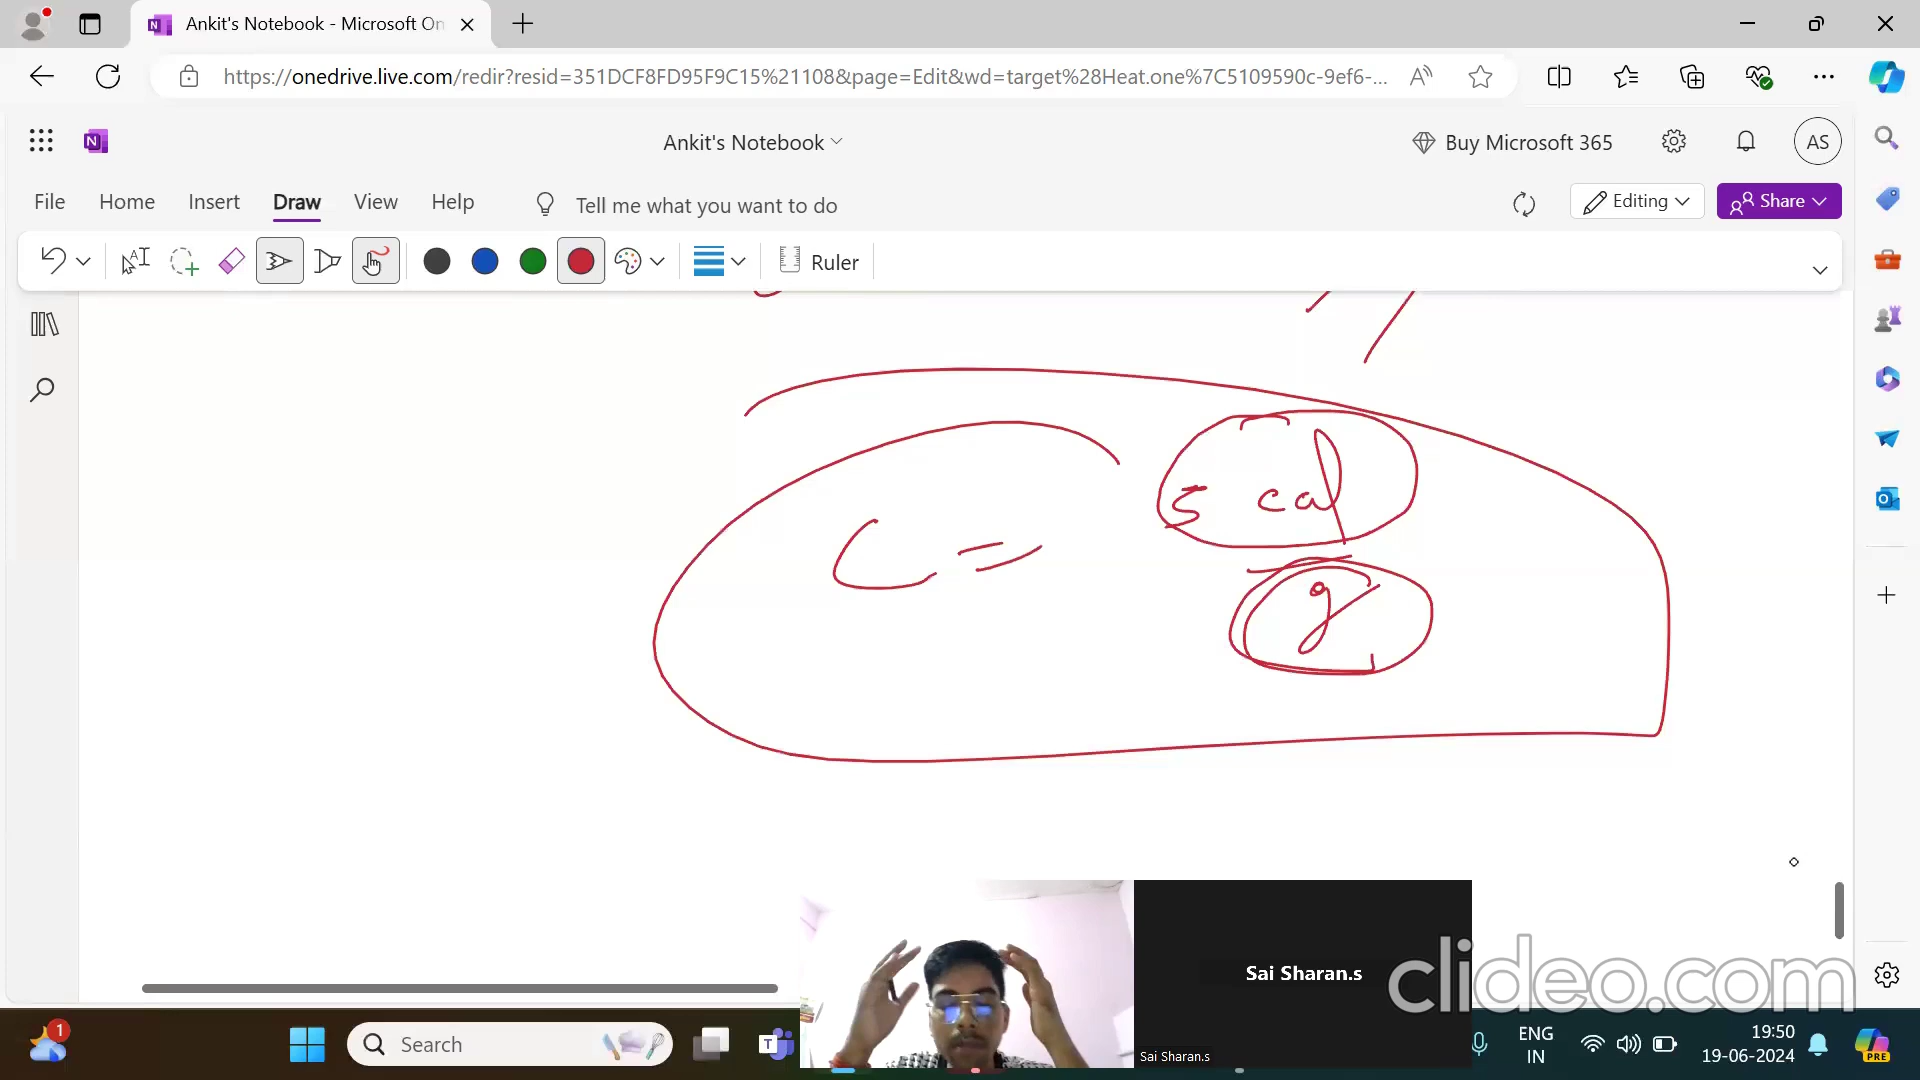 Ankit's Notebook - Microsoft On
https://onedrive.live.com/redir?resid=351DCF8FD95F9C15%21108&page=Edit&wd=target%28Heat.one%7C5109590c-9ef6-...
Ankit's Notebook
Buy Microsoft 365
AS
File Home Insert Draw View Help Tell me what you want to do
Editing Share
Ruler
5 cal
C =
g
Sai Sharan.s
Sai Sharan.s
clideo.com
1
Search
ENG
IN
19:50
19-06-2024
PRE